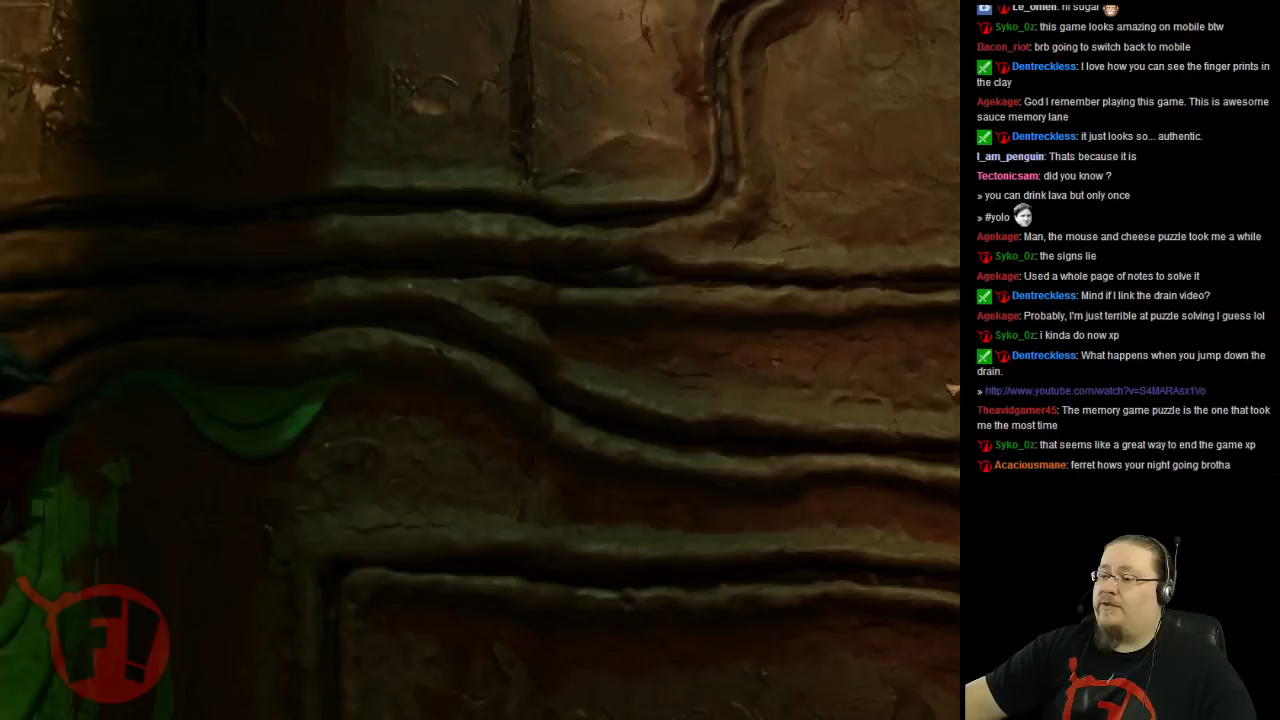 Le_omen: hi sugar
Syko_0z: this game looks amazing on mobile btw
Bacon_riot: brb going to switch back to mobile
Dentreckless: I love how you can see the finger prints in
the clay
Agekage: God I remember playing this game. This is awesome
sauce memory lane
Dentreckless: it just looks so... authentic.
I_am_penguin: Thats because it is
Tectonicsam: did you know ?
» you can drink lava but only once
» #yolo
Agekage: Man, the mouse and cheese puzzle took me a while
Syko_0z: the signs lie
Agekage: Used a whole page of notes to solve it
Dentreckless: Mind if I link the drain video?
Agekage: Probably, I'm just terrible at puzzle solving I guess lol
Syko_0z: i kinda do now xp
Dentreckless: What happens when you jump down the
drain.
» http://www.youtube.com/watch?v=S4MARAsx1Vo
Theavidgamer45: The memory game puzzle is the one that took
me the most time
Syko_0z: that seems like a great way to end the game xp
Acaciousmane: ferret hows your night going brotha